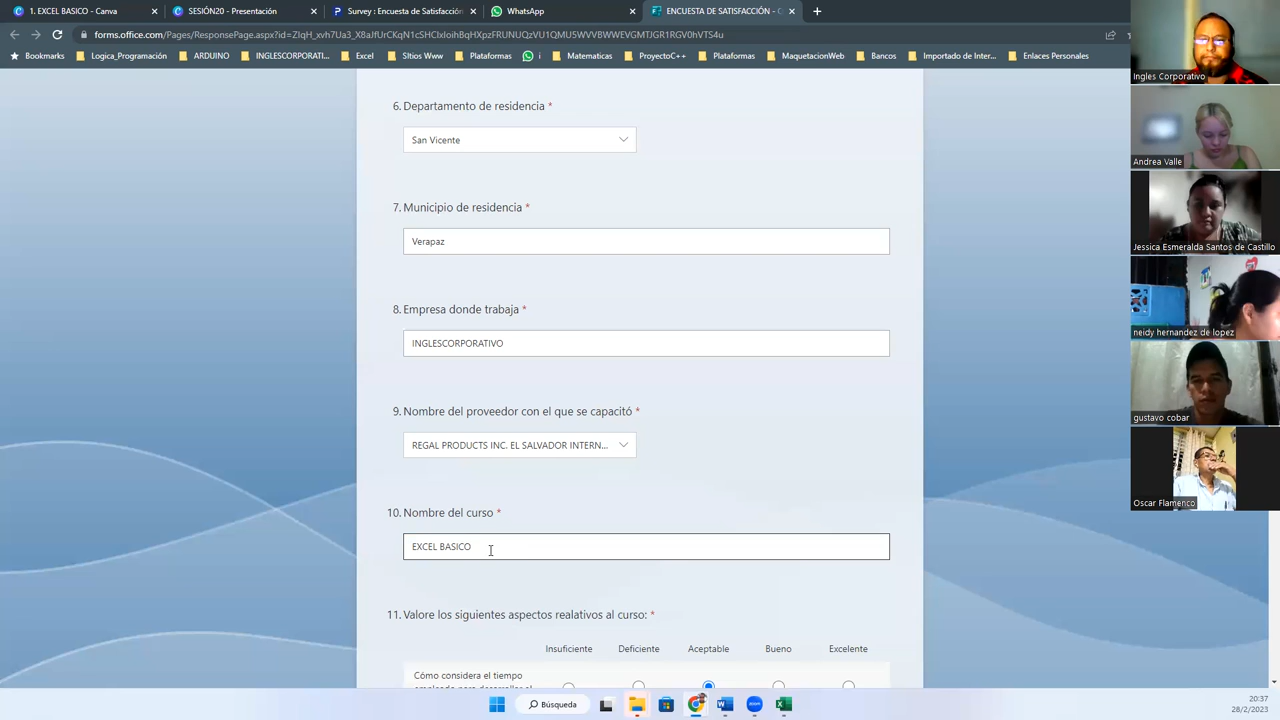 1. EXCEL BASICO - Canva
SESIÓN20 - Presentación
Survey : Encuesta de Satisfacción
WhatsApp
ENCUESTA DE SATISFACCIÓN - C
forms.office.com/Pages/ResponsePage.aspx?id=
Bookmarks
Logica_Programación
ARDUINO
INGLESCORPORATI...
Excel
SItios Www
Plataformas
i
Matematicas
ProyectoC++
Plataformas
MaquetacionWeb
Bancos
Importado de Inter...
Enlaces Personales
6. Departamento de residencia *
San Vicente
7. Municipio de residencia *
Verapaz
8. Empresa donde trabaja *
INGLESCORPORATIVO
9. Nombre del proveedor con el que se capacitó *
REGAL PRODUCTS INC. EL SALVADOR INTERN...
10. Nombre del curso *
EXCEL BASICO
11. Valore los siguientes aspectos realativos al curso: *
Insuficiente Deficiente Aceptable Bueno Excelente
Cómo considera el tiempo
Ingles Corporativo
Andrea Valle
Jessica Esmeralda Santos de Castillo
neidy hernandez de lopez
gustavo cobar
Oscar Flamenco
Búsqueda
20:37
28/2/2023